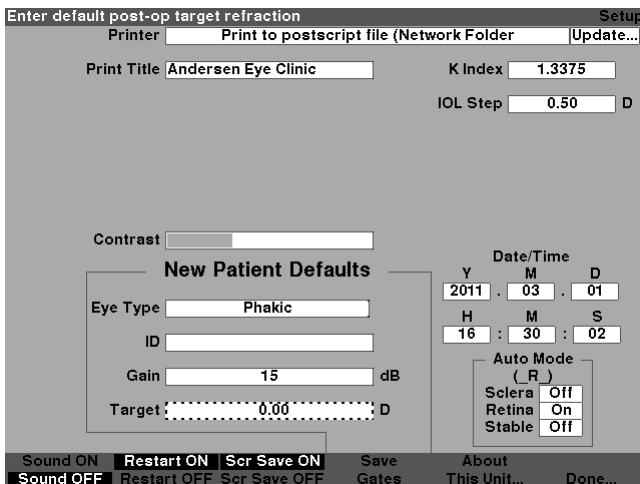 Enter default post-op target refraction Setup
Printer Print to postscript file (Network Folder Update...
Print Title Andersen Eye Clinic K Index 1.3375
IOL Step 0.50 D
Contrast
New Patient Defaults
Date/Time
Y M D
2011 . 03 . 01
Eye Type Phakic
H M S
16 : 30 : 02
ID
Auto Mode
(_R_)
Gain 15 dB
Sclera Off
Retina On
Target 0.00 D
Stable Off
Sound ON Restart ON Scr Save ON Save About
Sound OFF Restart OFF Scr Save OFF Gates This Unit... Done...